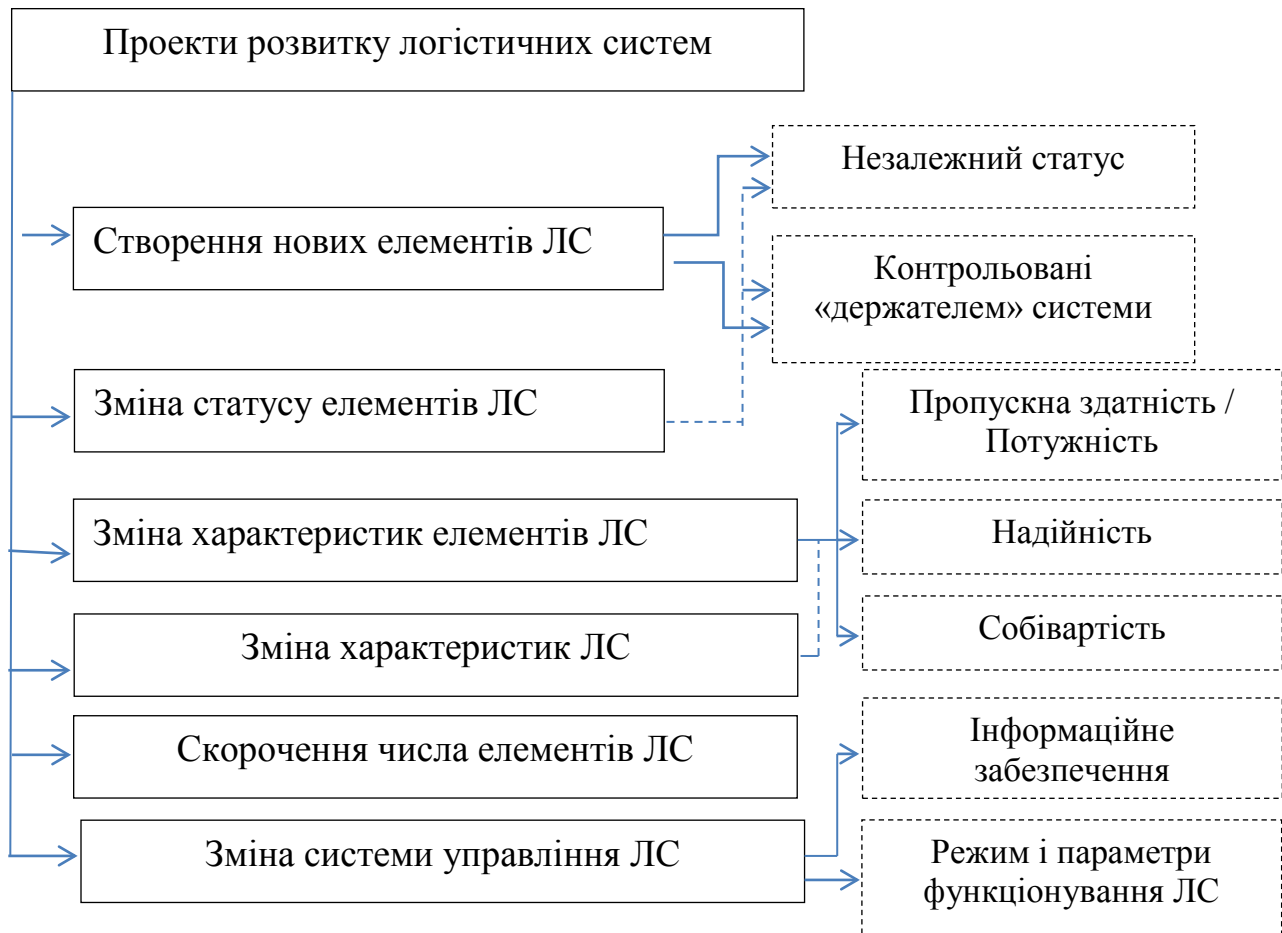 Проекти розвитку логістичних систем
Незалежний статус
Створення нових елементів ЛС
Контрольовані
«держателем» системи
Зміна статусу елементів ЛС
Пропускна здатність /
Потужність
Зміна характеристик елементів ЛС
Надійність
Зміна характеристик ЛС
Собівартість
Скорочення числа елементів ЛС
Інформаційне
забезпечення
Зміна системи управління ЛС
Режим і параметри
функціонування ЛС